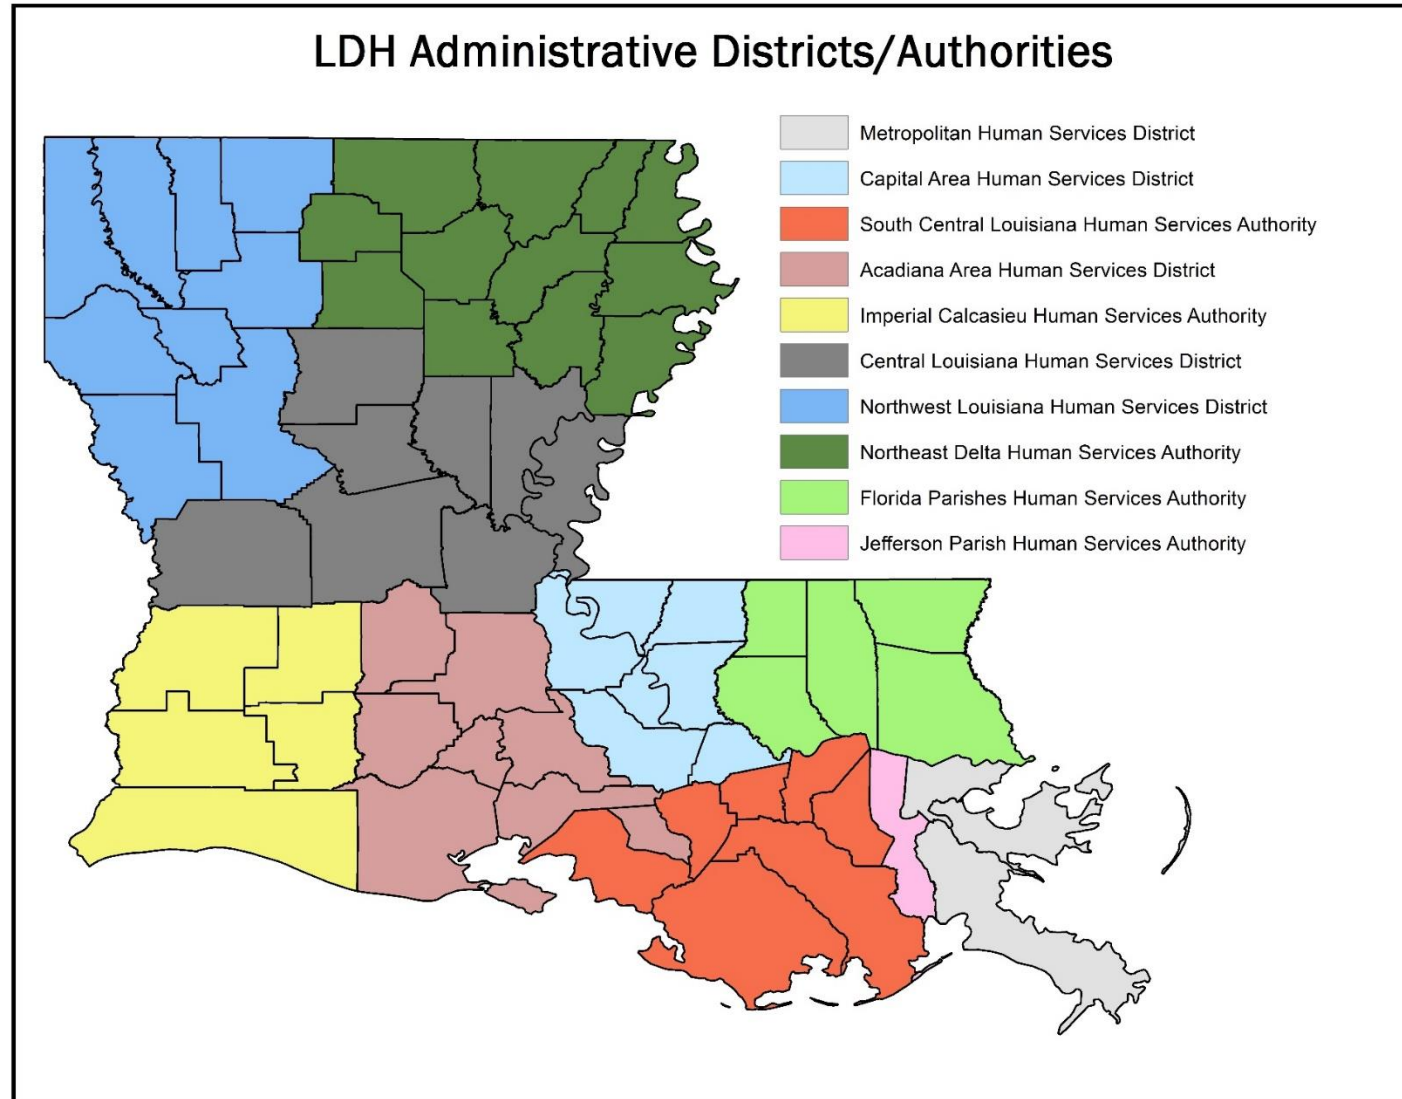 LDH Administrative Districts/Authorities
Metropolitan Human Services District
Capital Area Human Services District
South Central Louisiana Human Services Authority
Acadiana Area Human Services District
Imperial Calcasieu Human Services Authority
Central Louisiana Human Services District
Northwest Louisiana Human Services District
Northeast Delta Human Services Authority
Florida Parishes Human Services Authority
Jefferson Parish Human Services Authority